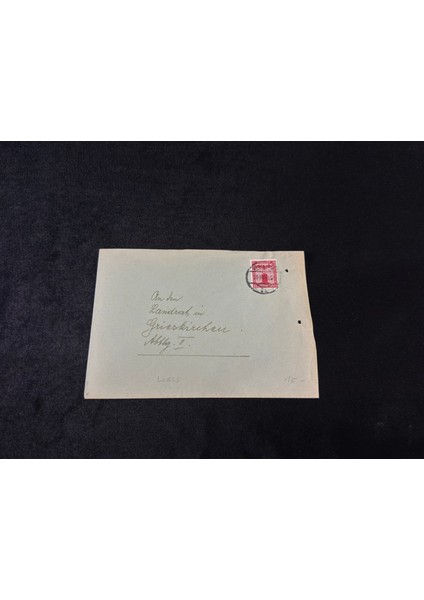 An den
Landrat in
Grieskirchen
Abtlg. II.